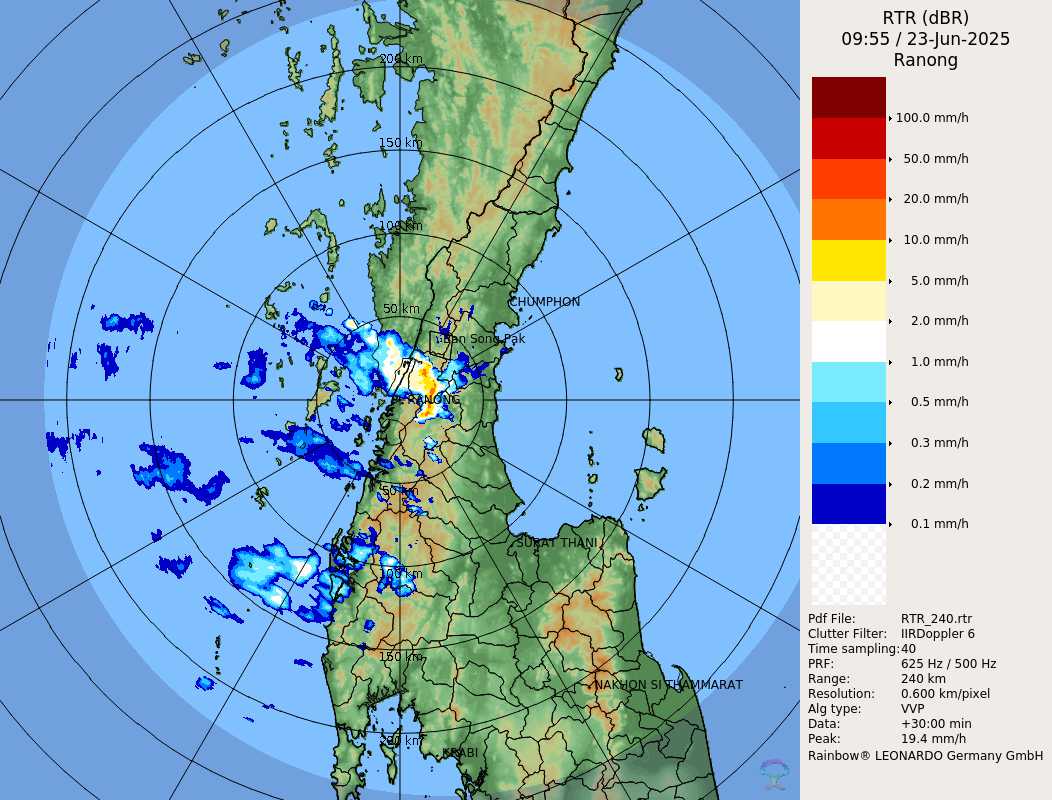 RTR (dBR)
09:55 / 23-Jun-2025
Ranong
100.0 mm/h
50.0 mm/h
20.0 mm/h
10.0 mm/h
5.0 mm/h
2.0 mm/h
1.0 mm/h
0.5 mm/h
0.3 mm/h
0.2 mm/h
0.1 mm/h
Pdf File: RTR_240.rtr
Clutter Filter: IIRDoppler 6
Time sampling: 40
PRF: 625 Hz / 500 Hz
Range: 240 km
Resolution: 0.600 km/pixel
Alg type: VVP
Data: +30:00 min
Peak: 19.4 mm/h
Rainbow® LEONARDO Germany GmbH
200 km
150 km
100 km
50 km
CHUMPHON
Ban Song Pak
RANONG
50 km
SURAT THANI
100 km
150 km
NAKHON SI THAMMARAT
200 km
KRABI